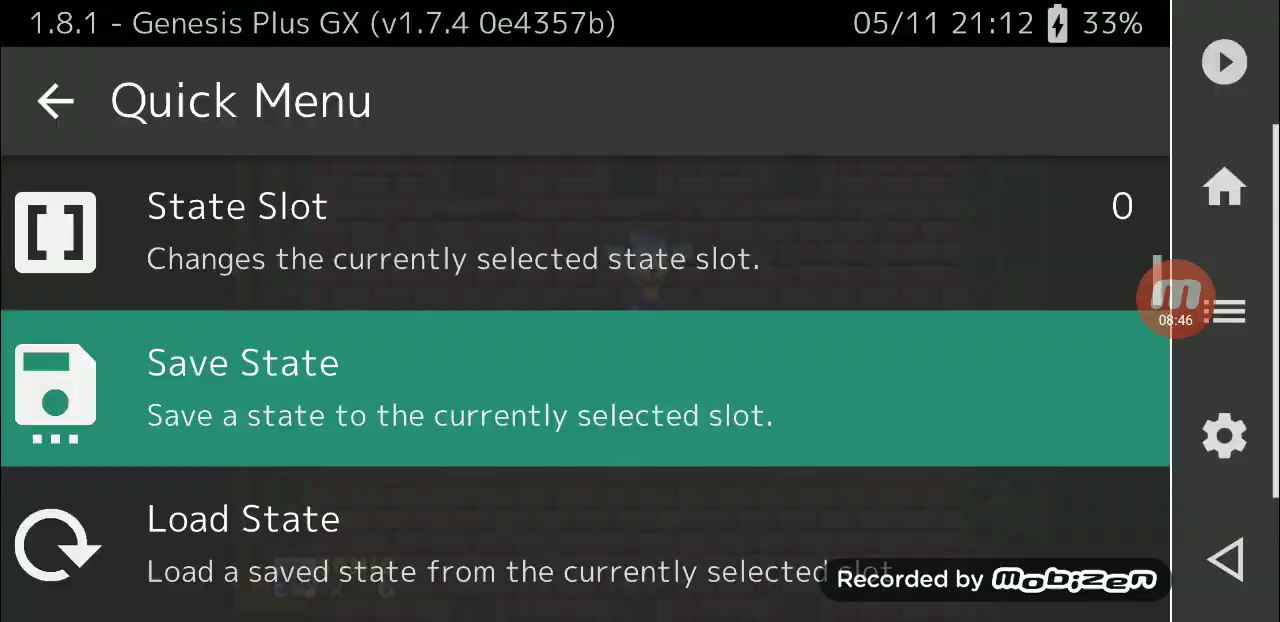 1.8.1 - Genesis Plus GX (v1.7.4 0e4357b)
05/11 21:12 33%
Quick Menu
State Slot
0
Changes the currently selected state slot.
m
08:46
Save State
Save a state to the currently selected slot.
Load State
Load a saved state from the currently selected slot.
Recorded by mobizen